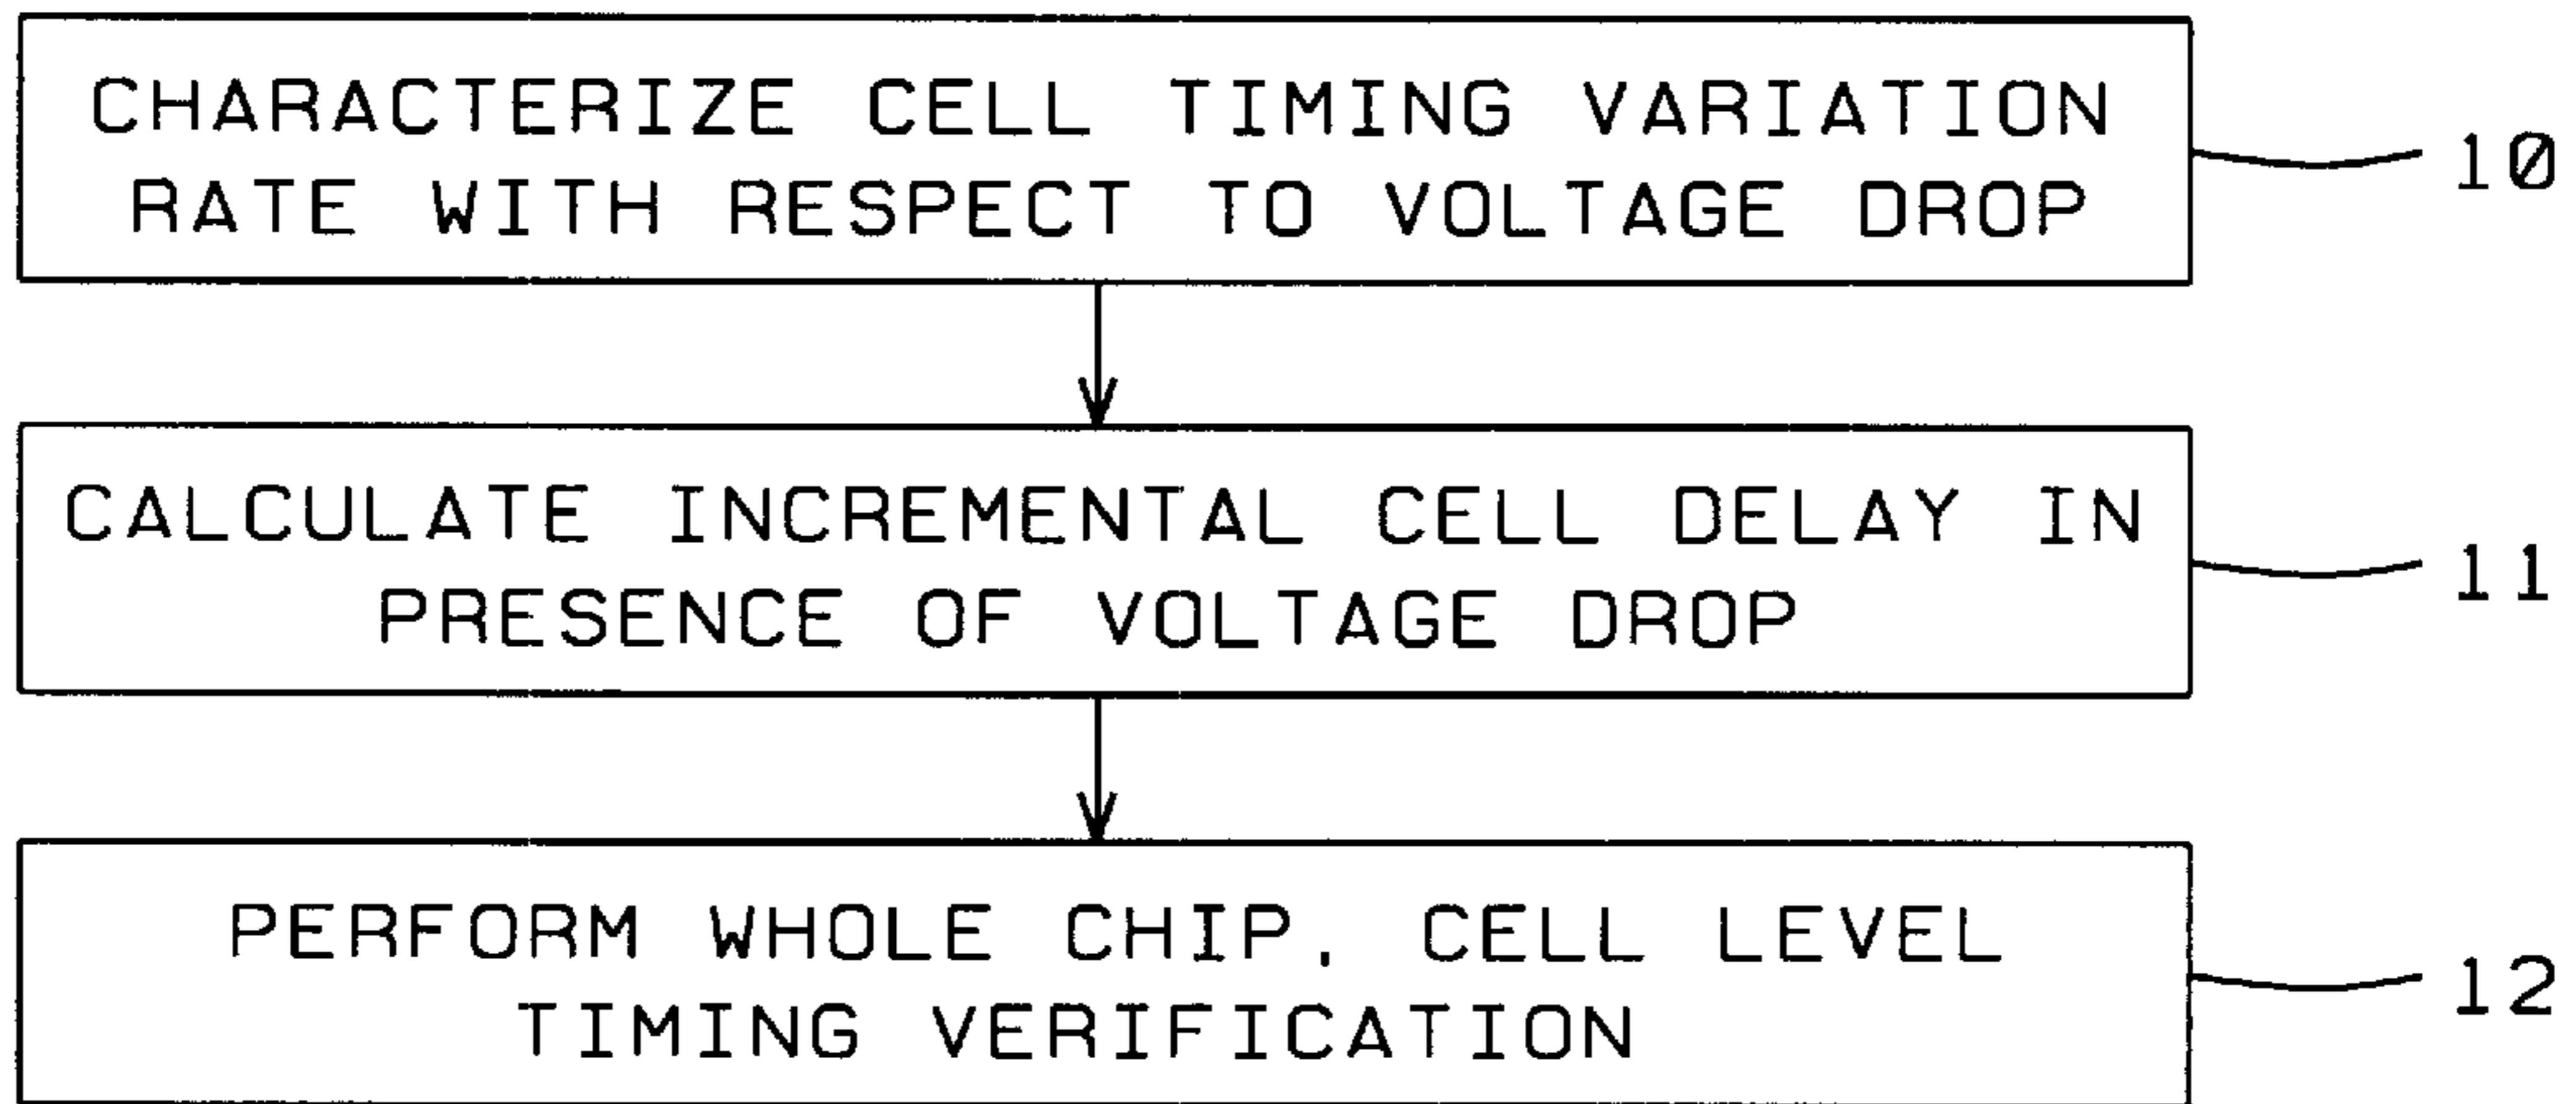 CHARACTERIZE CELL TIMING VARIATION
RATE WITH RESPECT TO VOLTAGE DROP
10
CALCULATE INCREMENTAL CELL DELAY IN
PRESENCE OF VOLTAGE DROP
11
PERFORM WHOLE CHIP, CELL LEVEL
TIMING VERIFICATION
12